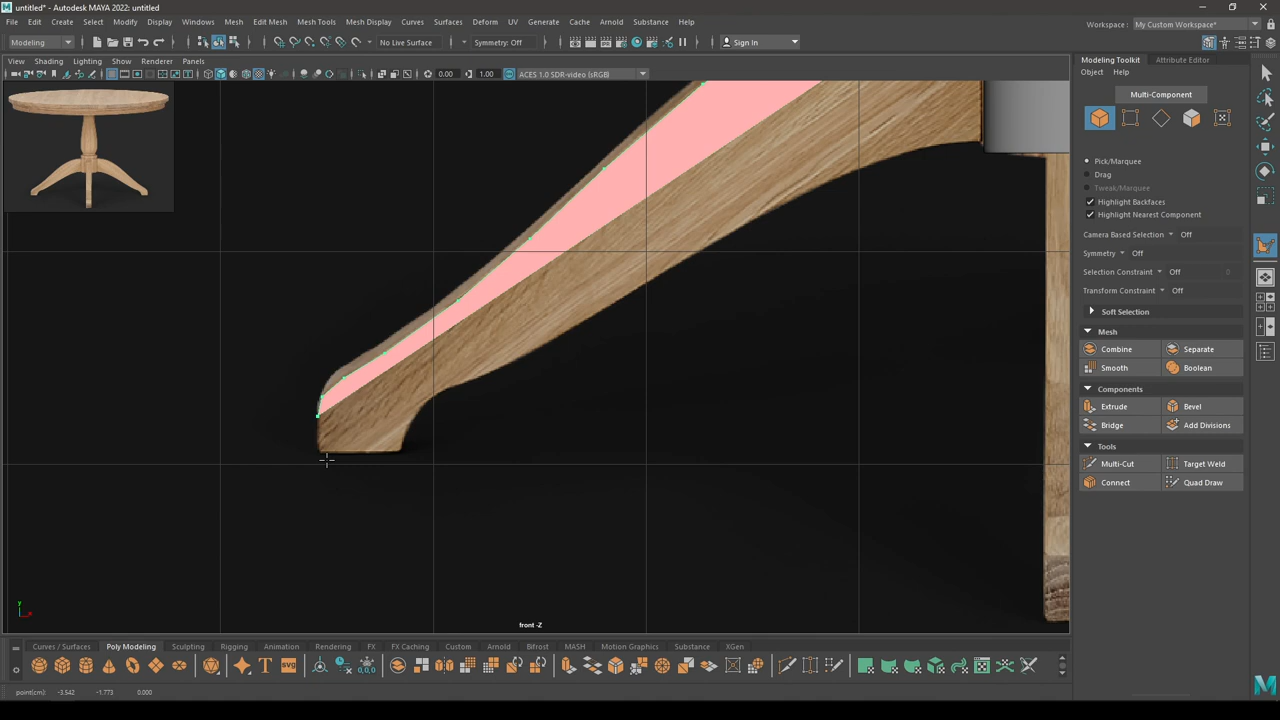 untitled* - Autodesk MAYA 2022: untitled
File Edit Create Select Modify Display Windows Mesh Edit Mesh Mesh Tools Mesh Display Curves Surfaces Deform UV Generate Cache Arnold Substance Help
Workspace : My Custom Workspace*
Modeling No Live Surface Symmetry: Off Sign In
View Shading Lighting Show Renderer Panels
0.00 1.00 ACES 1.0 SDR-video (sRGB)
Modeling Toolkit Attribute Editor
Object Help
Multi-Component
Pick/Marquee
Drag
Tweak/Marquee
Highlight Backfaces
Highlight Nearest Component
Camera Based Selection Off
Symmetry Off
Selection Constraint Off
Transform Constraint Off
Soft Selection
Mesh
Combine Separate
Smooth Boolean
Components
Extrude Bevel
Bridge Add Divisions
Tools
Multi-Cut Target Weld
Connect Quad Draw
y
x
front -Z
Curves / Surfaces Poly Modeling Sculpting Rigging Animation Rendering FX FX Caching Custom Arnold Bifrost MASH Motion Graphics Substance XGen
T SVG 0,0,0
point(cm): -3.542 -1.773 0.000